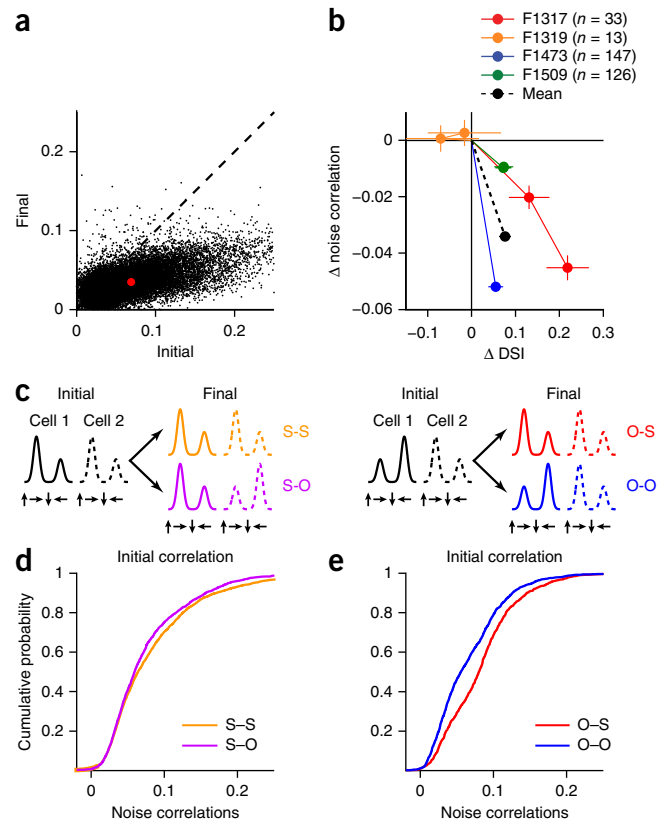 a
Final
0.2
0.1
0
0
0.1
0.2
Initial
b
F1317 (n = 33)
F1319 (n = 13)
F1473 (n = 147)
F1509 (n = 126)
Mean
Δ noise correlation
0
−0.02
−0.04
−0.06
−0.1
0
0.1
0.2
0.3
Δ DSI
c
Initial
Cell 1 Cell 2
Final
S-S
S-O
Initial
Cell 1 Cell 2
Final
O-S
O-O
d
Initial correlation
Cumulative probability
1
0.8
0.6
0.4
0.2
S–S
S–O
0
0.1
0.2
Noise correlations
e
Initial correlation
1
0.8
0.6
0.4
0.2
O–S
O–O
0
0.1
0.2
Noise correlations